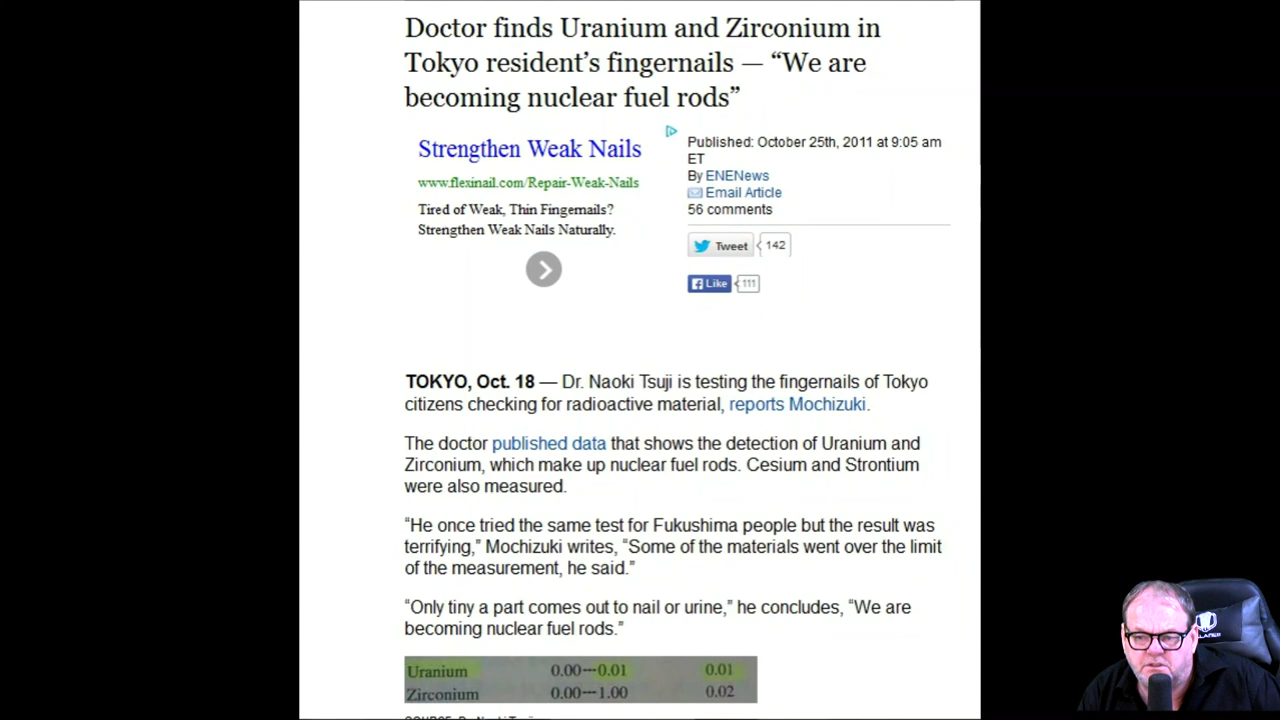 Doctor finds Uranium and Zirconium in
Tokyo resident’s fingernails — “We are
becoming nuclear fuel rods”
Strengthen Weak Nails
www.flexinail.com/Repair-Weak-Nails
Tired of Weak, Thin Fingernails?
Strengthen Weak Nails Naturally.
Published: October 25th, 2011 at 9:05 am
ET
By ENENews
Email Article
56 comments
Tweet 142
Like 111
TOKYO, Oct. 18 — Dr. Naoki Tsuji is testing the fingernails of Tokyo
citizens checking for radioactive material, reports Mochizuki.
The doctor published data that shows the detection of Uranium and
Zirconium, which make up nuclear fuel rods. Cesium and Strontium
were also measured.
“He once tried the same test for Fukushima people but the result was
terrifying,” Mochizuki writes, “Some of the materials went over the limit
of the measurement, he said.”
“Only tiny a part comes out to nail or urine,” he concludes, “We are
becoming nuclear fuel rods.”
Uranium 0.00---0.01 0.01
Zirconium 0.00---1.00 0.02